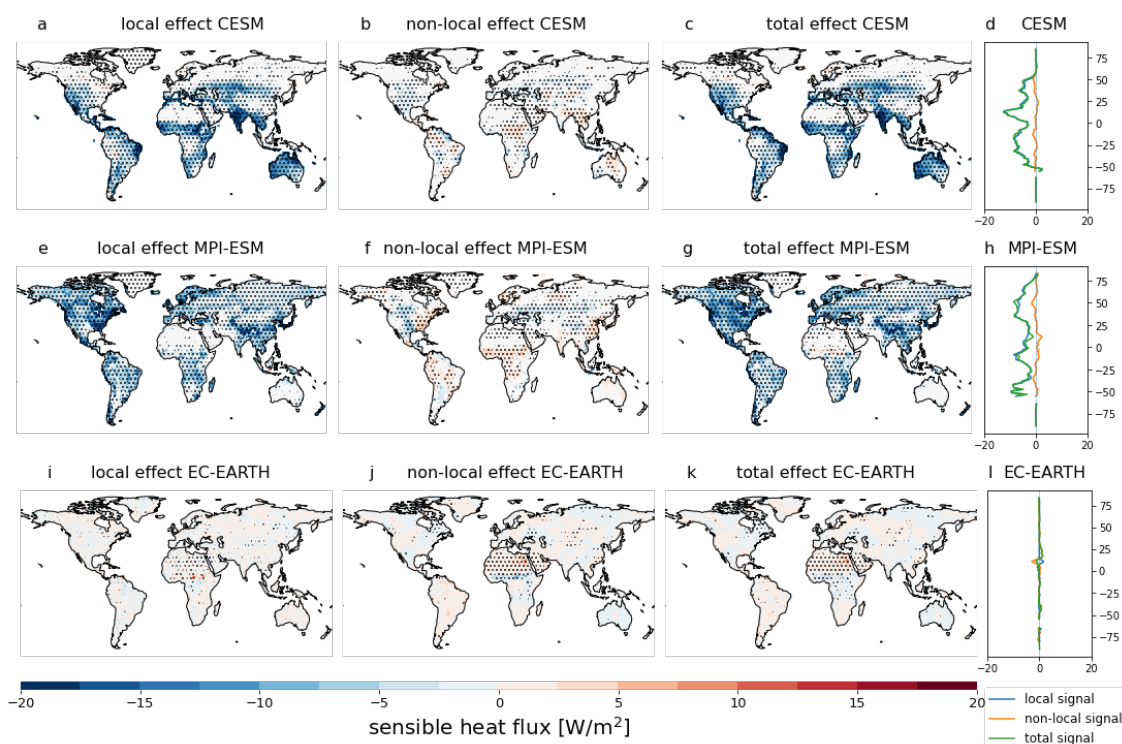 a local effect CESM b non-local effect CESM c total effect CESM d CESM
75
50
25
0
−25
−50
−75
−20 0 20
e local effect MPI-ESM f non-local effect MPI-ESM g total effect MPI-ESM h MPI-ESM
75
50
25
0
−25
−50
−75
−20 0 20
i local effect EC-EARTH j non-local effect EC-EARTH k total effect EC-EARTH l EC-EARTH
75
50
25
0
−25
−50
−75
−20 0 20
−20 −15 −10 −5 0 5 10 15 20
sensible heat flux [W/m²]
local signal
non-local signal
total signal